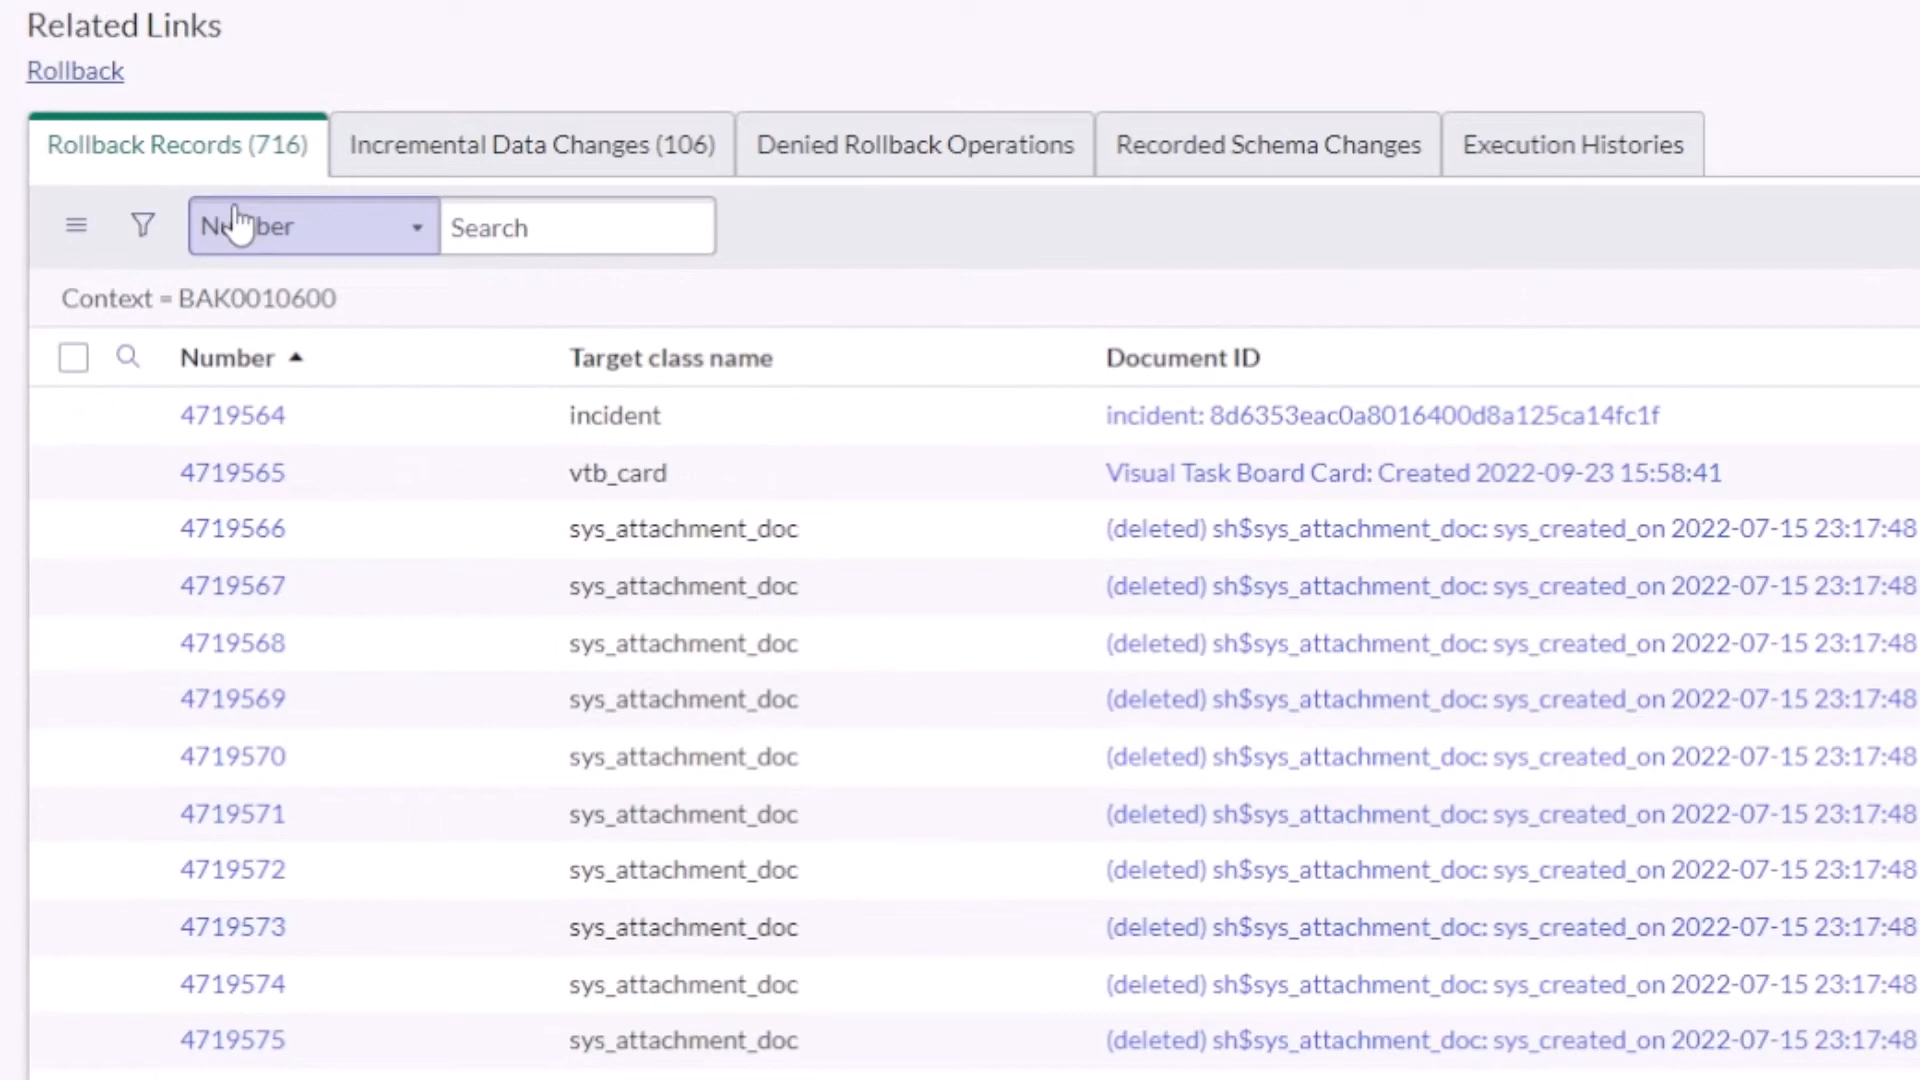 Related Links
Rollback
Rollback Records (716) Incremental Data Changes (106) Denied Rollback Operations Recorded Schema Changes Execution Histories
Number Search
Context = BAK0010600
Number Target class name Document ID
4719564 incident incident: 8d6353eac0a8016400d8a125ca14fc1f
4719565 vtb_card Visual Task Board Card: Created 2022-09-23 15:58:41
4719566 sys_attachment_doc (deleted) sh$sys_attachment_doc: sys_created_on 2022-07-15 23:17:48
4719567 sys_attachment_doc (deleted) sh$sys_attachment_doc: sys_created_on 2022-07-15 23:17:48
4719568 sys_attachment_doc (deleted) sh$sys_attachment_doc: sys_created_on 2022-07-15 23:17:48
4719569 sys_attachment_doc (deleted) sh$sys_attachment_doc: sys_created_on 2022-07-15 23:17:48
4719570 sys_attachment_doc (deleted) sh$sys_attachment_doc: sys_created_on 2022-07-15 23:17:48
4719571 sys_attachment_doc (deleted) sh$sys_attachment_doc: sys_created_on 2022-07-15 23:17:48
4719572 sys_attachment_doc (deleted) sh$sys_attachment_doc: sys_created_on 2022-07-15 23:17:48
4719573 sys_attachment_doc (deleted) sh$sys_attachment_doc: sys_created_on 2022-07-15 23:17:48
4719574 sys_attachment_doc (deleted) sh$sys_attachment_doc: sys_created_on 2022-07-15 23:17:48
4719575 sys_attachment_doc (deleted) sh$sys_attachment_doc: sys_created_on 2022-07-15 23:17:48